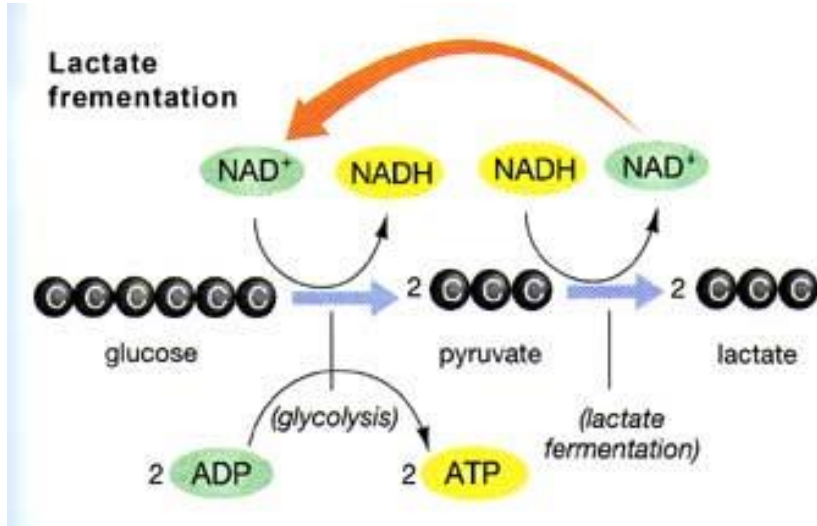 Lactate
frementation
NAD⁺ NADH NADH NAD⁺
C C C C C C 2 C C C 2 C C C
glucose pyruvate lactate
(glycolysis) (lactate
fermentation)
2 ADP 2 ATP